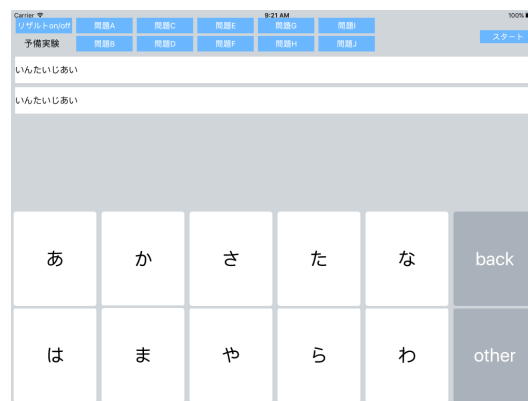 Carrier 9:21 AM 100%
リザルトon/off 問題A 問題C 問題E 問題G 問題I
予備実験 問題B 問題D 問題F 問題H 問題J スタート
いんたいじあい
いんたいじあい
あ か さ た な back
は ま や ら わ other